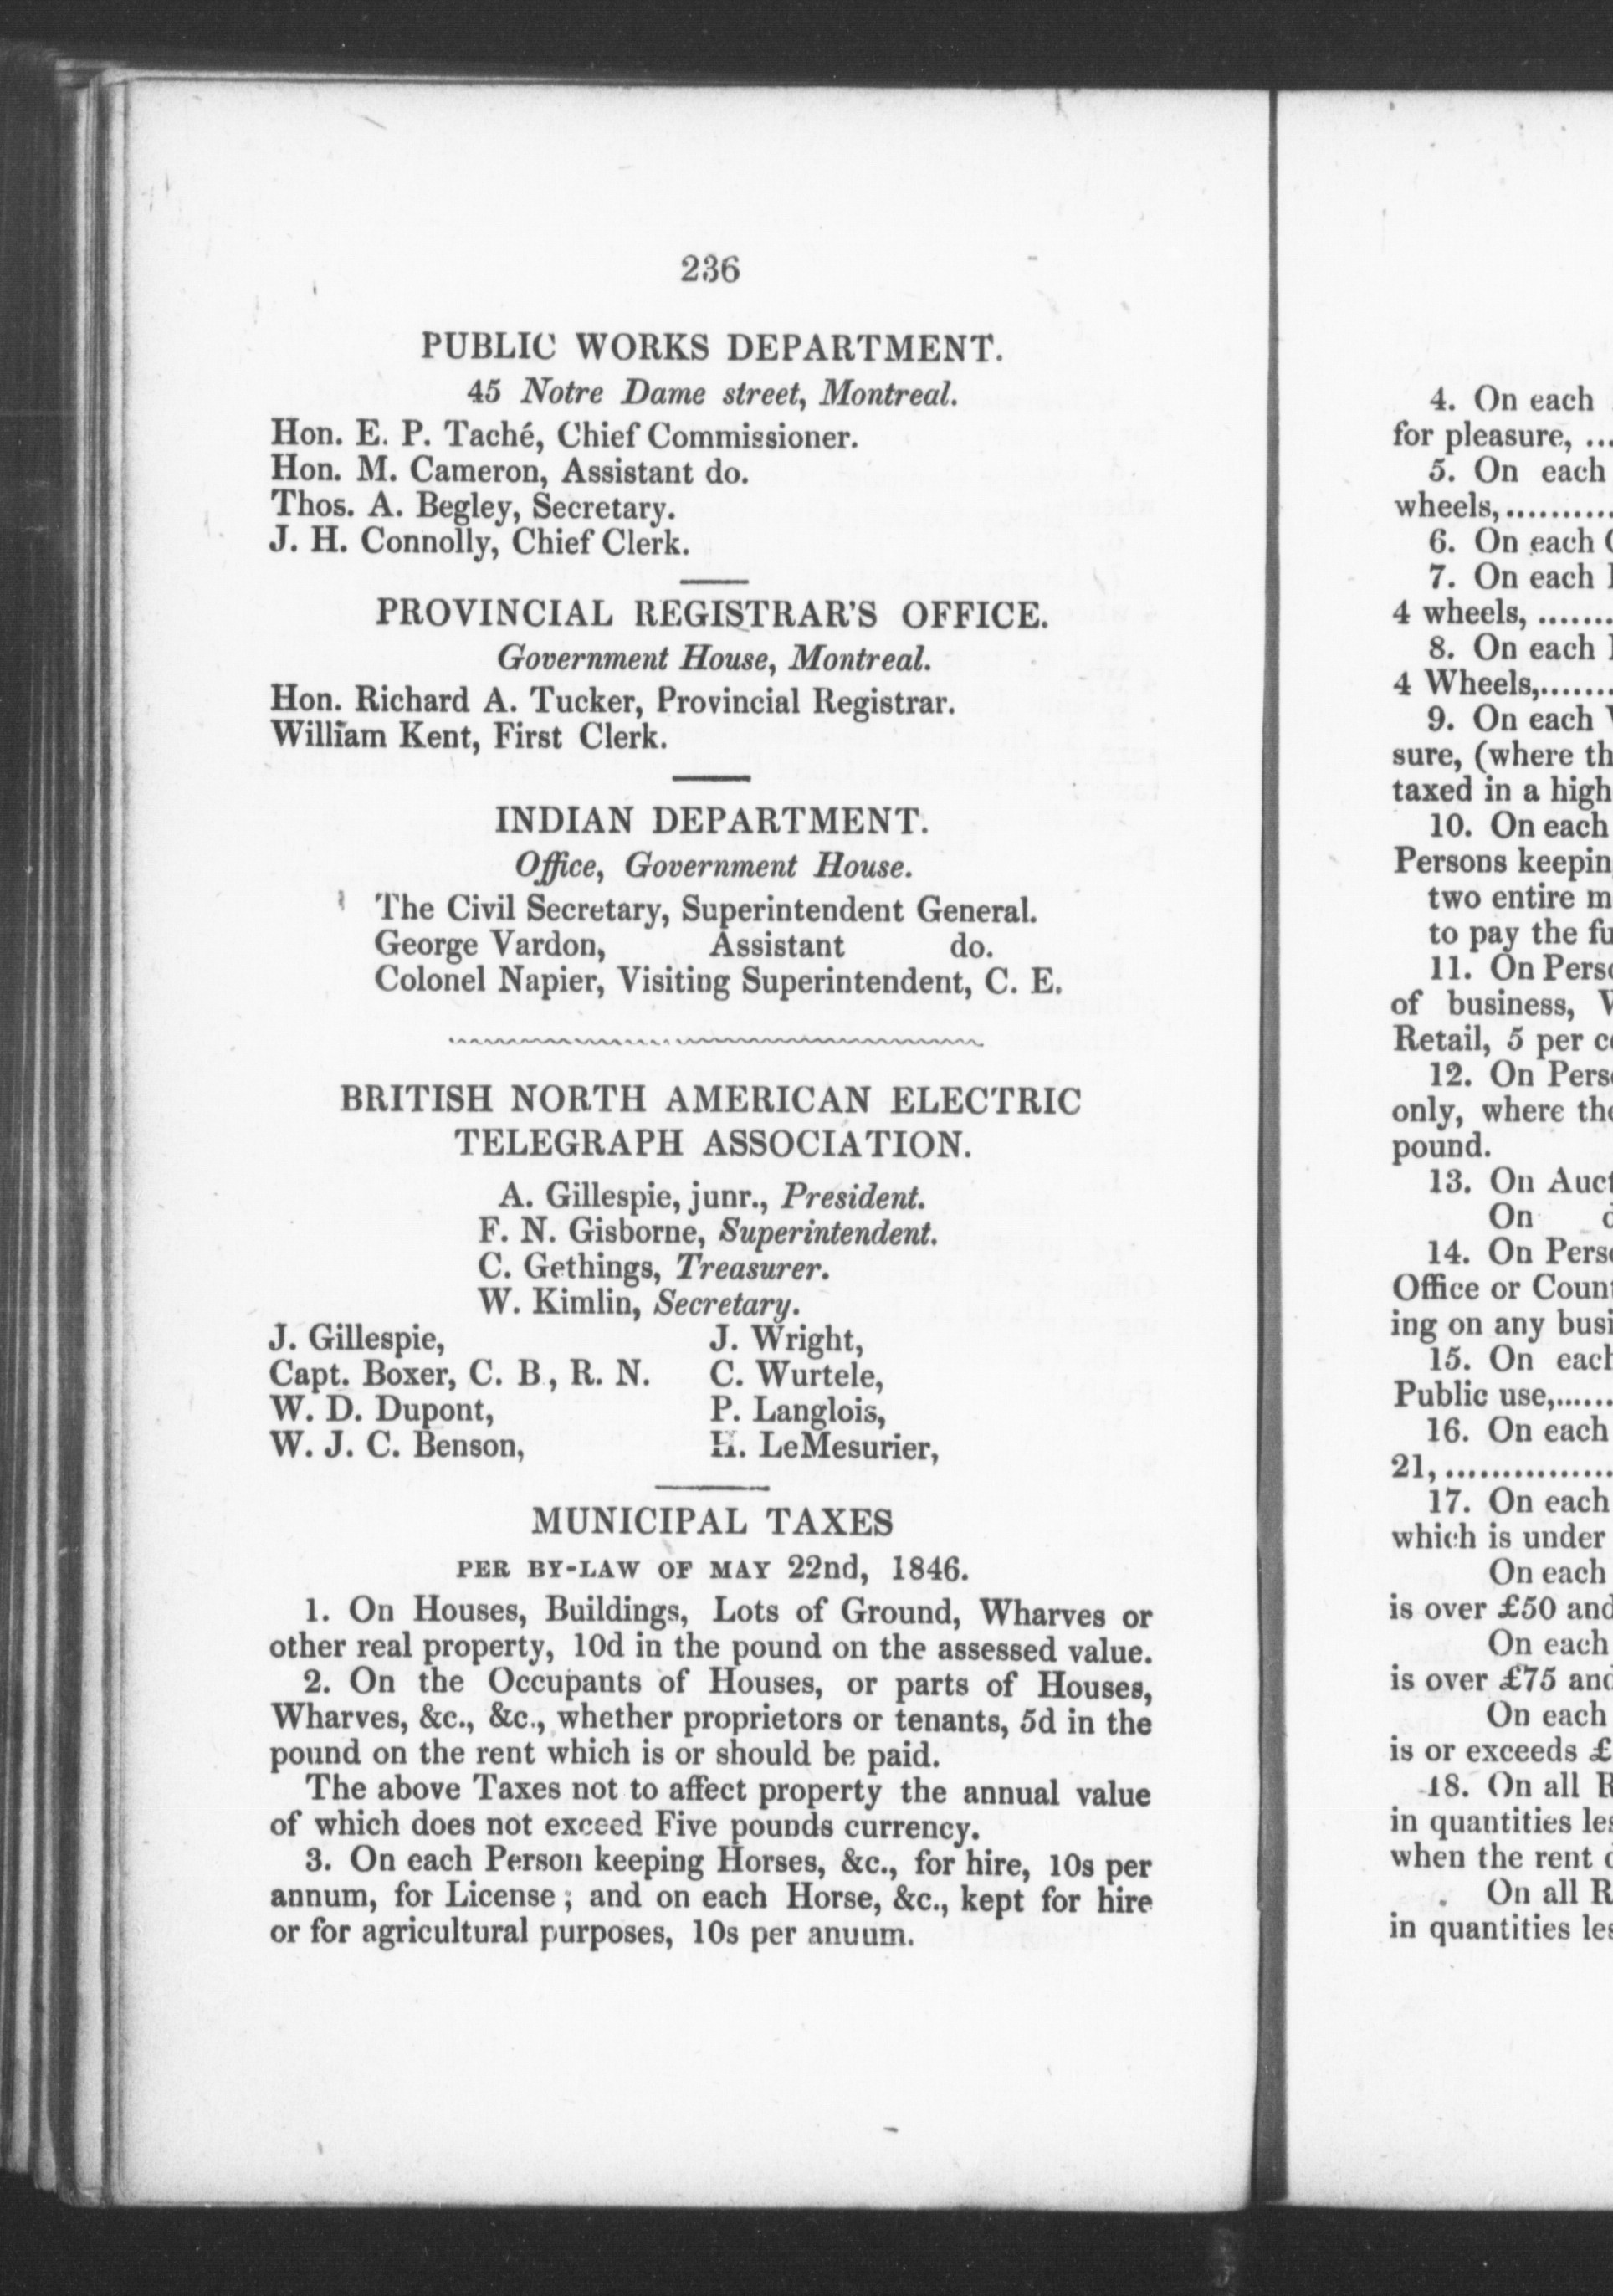 236
PUBLIC WORKS DEPARTMENT.
45 Notre Dame street, Montreal.
Hon. E. P. Taché, Chief Commissioner.
Hon. M. Cameron, Assistant do.
Thos. A. Begley, Secretary.
J. H. Connolly, Chief Clerk.
PROVINCIAL REGISTRAR'S OFFICE.
Government House, Montreal.
Hon. Richard A. Tucker, Provincial Registrar.
William Kent, First Clerk.
INDIAN DEPARTMENT.
Office, Government House.
The Civil Secretary, Superintendent General.
George Vardon, Assistant do.
Colonel Napier, Visiting Superintendent, C. E.
BRITISH NORTH AMERICAN ELECTRIC
TELEGRAPH ASSOCIATION.
A. Gillespie, junr., President.
F. N. Gisborne, Superintendent.
C. Gethings, Treasurer.
W. Kimlin, Secretary.
J. Gillespie, J. Wright,
Capt. Boxer, C. B, R. N. C. Wurtele,
W. D. Dupont, P. Langlois,
W. J. C. Benson, H. LeMesurier,
MUNICIPAL TAXES
PER BY-LAW OF MAY 22nd, 1846.
1. On Houses, Buildings, Lots of Ground, Wharves or
other real property, 10d in the pound on the assessed value.
2. On the Occupants of Houses, or parts of Houses,
Wharves, &c., &c., whether proprietors or tenants, 5d in the
pound on the rent which is or should be paid.
The above Taxes not to affect property the annual value
of which does not exceed Five pounds currency.
3. On each Person keeping Horses, &c., for hire, 10s per
annum, for License; and on each Horse, &c., kept for hire
or for agricultural purposes, 10s per anuum.
4. On each
for pleasure, ...
5. On each
wheels,..........
6. On each
7. On each
4 wheels, .......
8. On each
4 Wheels,.......
9. On each
sure, (where th
taxed in a high
10. On each
Persons keepin
two entire m
to pay the fu
11. On Pers
of business,
Retail, 5 per c
12. On Pers
only, where th
pound.
13. On Auct
On
14. On Pers
Office or Coun
ing on any busi
15. On each
Public use,......
16. On each
21, ...............
17. On each
which is under
On each
is over £50 and
On each
is over £75 and
On each
is or exceeds £
18. On all R
in quantities les
when the rent
On all R
in quantities les